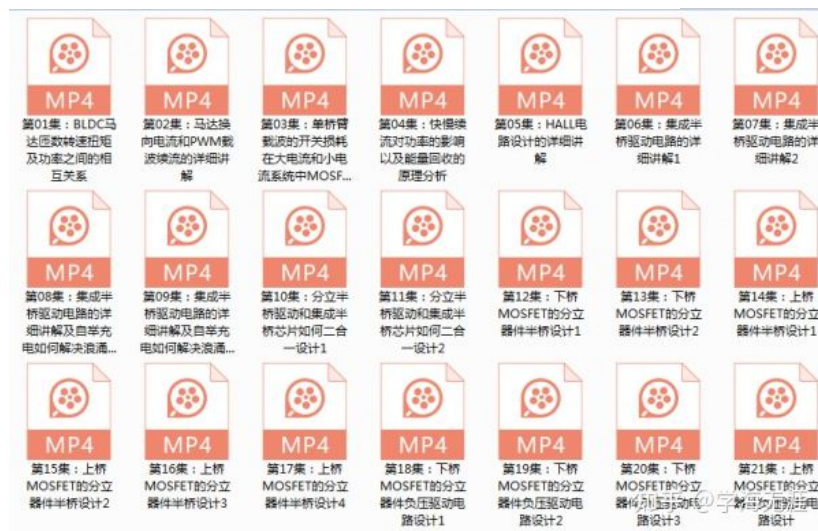 MP4
MP4
MP4
MP4
MP4
MP4
MP4
第01集：BLDC马
达匝数转速扭矩
及功率之间的相
互关系
第02集：马达换
向电流和PWM载
波续流的详细讲
解
第03集：单桥臂
载波的开关损耗
在大电流和小电
流系统中MOSF...
第04集：快慢续
流对功率的影响
以及能量回收的
原理分析
第05集：HALL电
路设计的详细讲
解
第06集：集成半
桥驱动电路的详
细讲解1
第07集：集成半
桥驱动电路的详
细讲解2
MP4
MP4
MP4
MP4
MP4
MP4
MP4
第08集：集成半
桥驱动电路的详
细讲解及自举充
电如何解决浪涌...
第09集：集成半
桥驱动电路的详
细讲解及自举充
电如何解决浪涌...
第10集：分立半
桥驱动和集成半
桥芯片如何二合
一设计1
第11集：分立半
桥驱动和集成半
桥芯片如何二合
一设计2
第12集：下桥
MOSFET的分立
器件半桥设计1
第13集：下桥
MOSFET的分立
器件半桥设计2
第14集：上桥
MOSFET的分立
器件半桥设计1
MP4
MP4
MP4
MP4
MP4
MP4
MP4
第15集：上桥
MOSFET的分立
器件半桥设计2
第16集：上桥
MOSFET的分立
器件半桥设计3
第17集：上桥
MOSFET的分立
器件半桥设计4
第18集：下桥
MOSFET的分立
器件负压驱动电
路设计1
第19集：下桥
MOSFET的分立
器件负压驱动电
路设计2
第20集：下桥
MOSFET的分立
器件负压驱动电
路设计3
第21集：上桥
MOSFET的分立
器件负压驱动电
路设计
知乎 @学海无涯